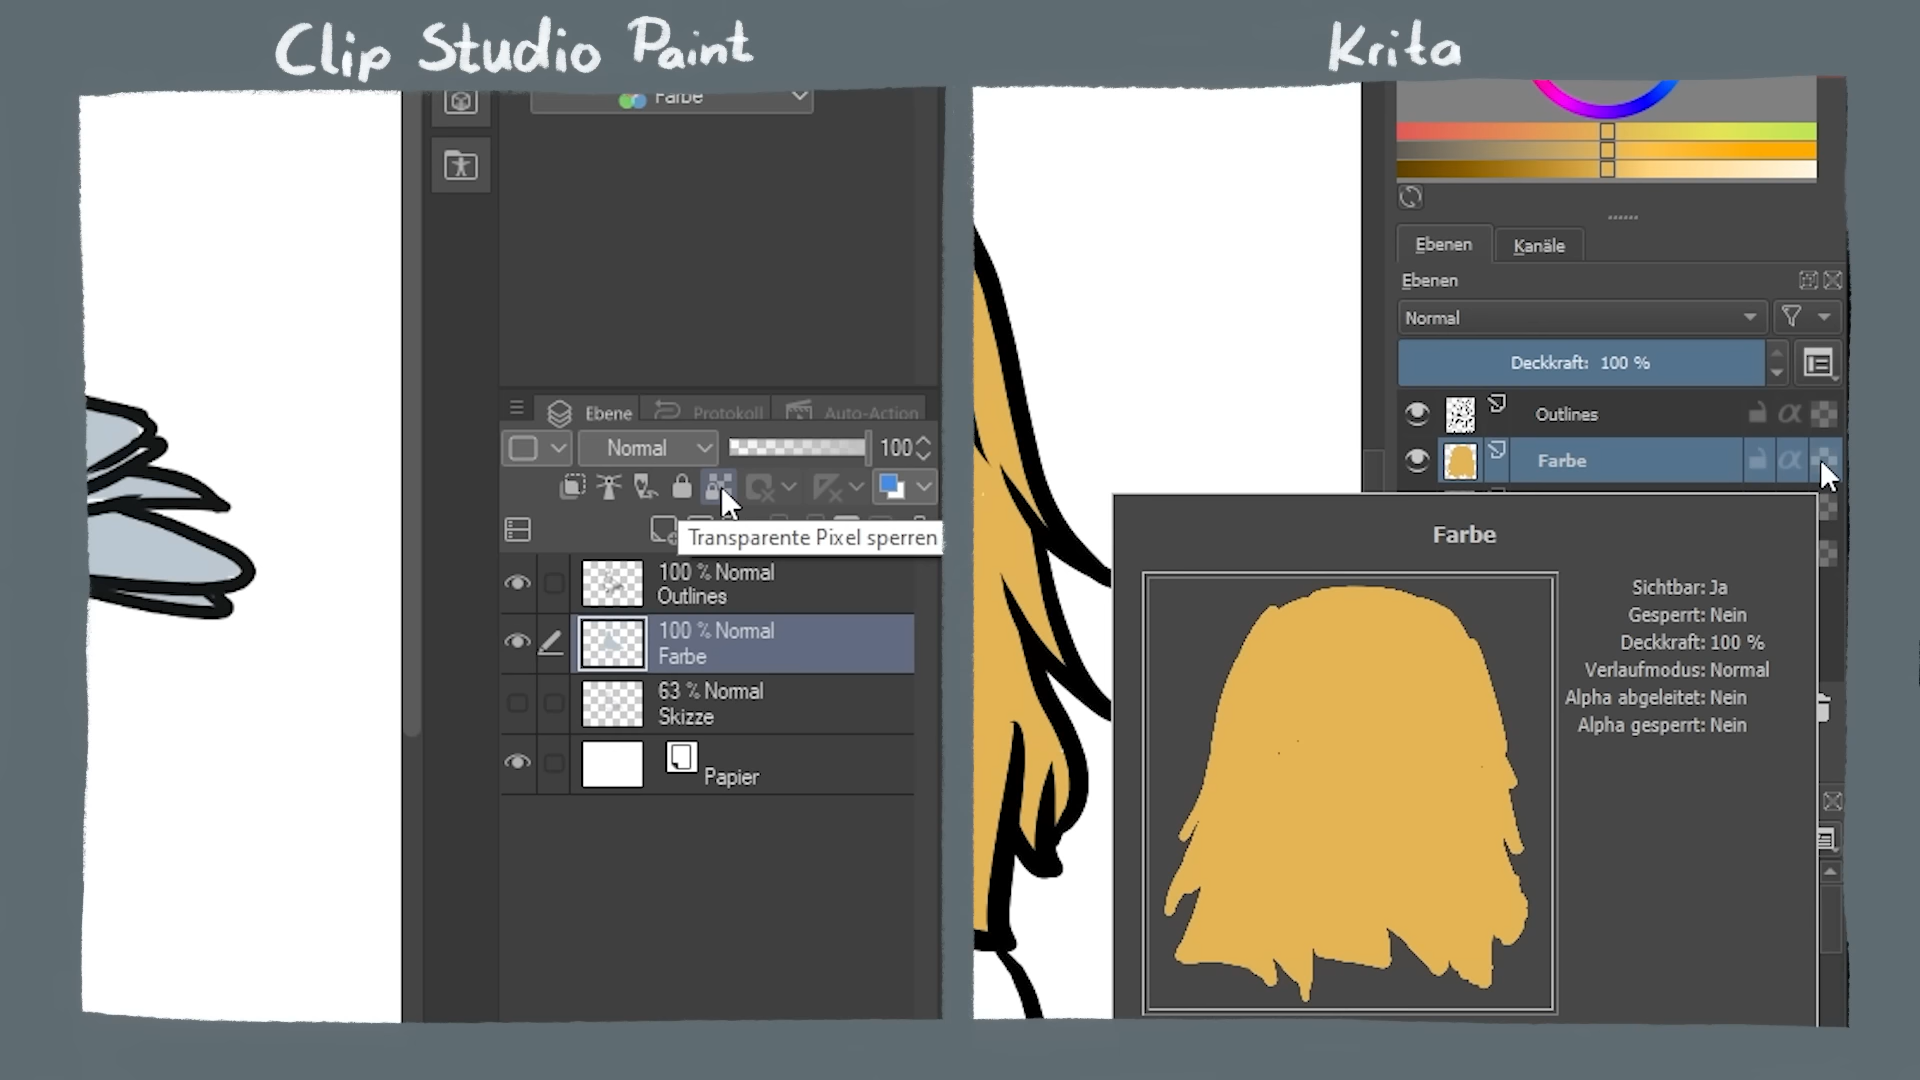 Clip Studio Paint
Krita
Farbe
Ebene
Protokoll
Auto-Action
Normal
100
Transparente Pixel sperren
100 % Normal
Outlines
100 % Normal
Farbe
63 % Normal
Skizze
Papier
Ebenen
Kanäle
Ebenen
Normal
Deckkraft: 100 %
Outlines
α
Farbe
α
Farbe
Sichtbar: Ja
Gesperrt: Nein
Deckkraft: 100 %
Verlaufmodus: Normal
Alpha abgeleitet: Nein
Alpha gesperrt: Nein